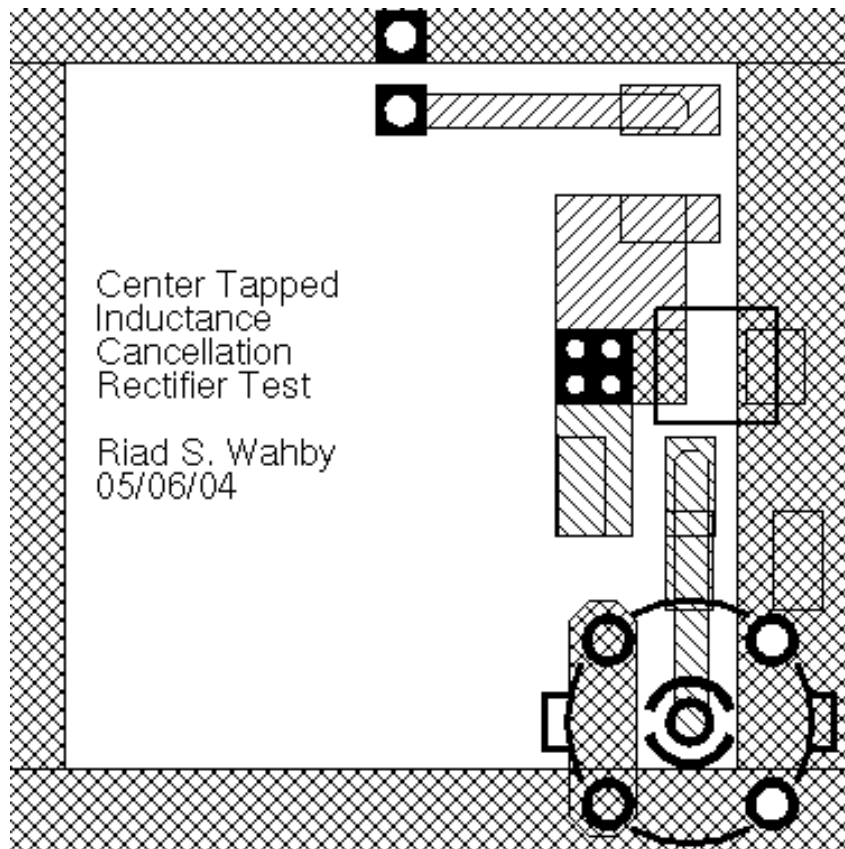 Center Tapped
Inductance
Cancellation
Rectifier Test
Riad S. Wahby
05/06/04